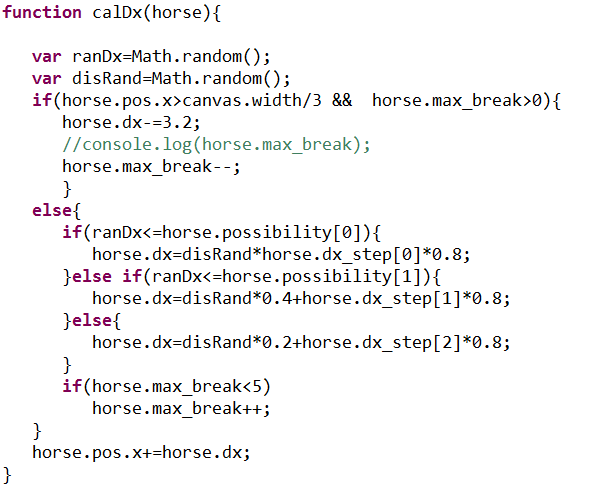 function calDx(horse){
var ranDx=Math.random();
var disRand=Math.random();
if(horse.pos.x>canvas.width/3 &&  horse.max_break>0){
horse.dx-=3.2;
//console.log(horse.max_break);
horse.max_break--;
}
else{
if(ranDx<=horse.possibility[0]){
horse.dx=disRand*horse.dx_step[0]*0.8;
}else if(ranDx<=horse.possibility[1]){
horse.dx=disRand*0.4+horse.dx_step[1]*0.8;
}else{
horse.dx=disRand*0.2+horse.dx_step[2]*0.8;
}
if(horse.max_break<5)
horse.max_break++;
}
horse.pos.x+=horse.dx;
}